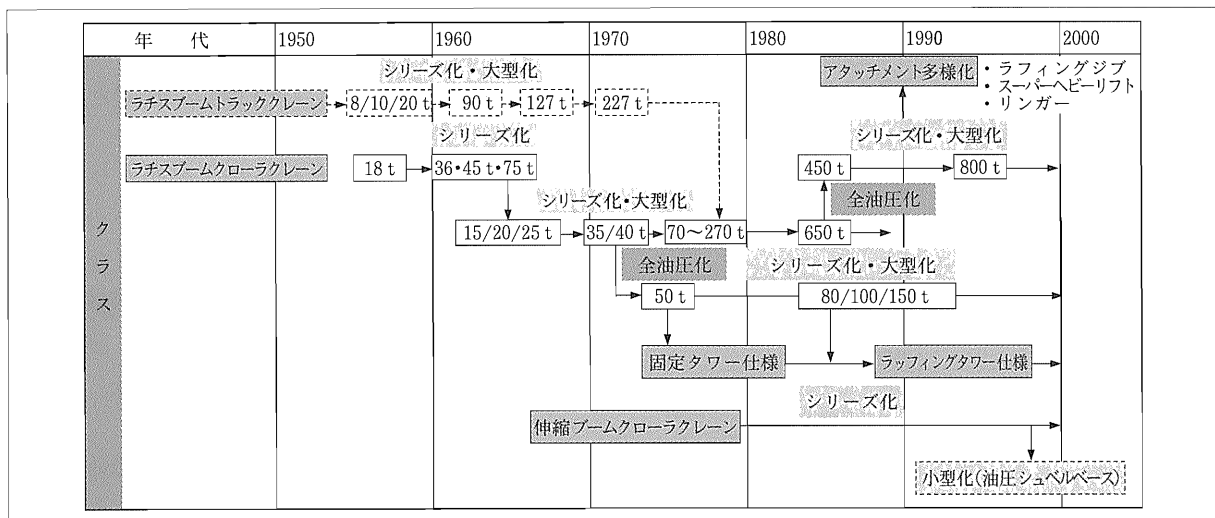 年 代 1950 1960 1970 1980 1990 2000
クラス
シリーズ化・大型化
アタッチメント多様化
・ラフィングジブ
・スーパーヘビーリフト
・リンガー
ラチスブームトラッククレーン 8/10/20 t 90 t 127 t 227 t
シリーズ化
シリーズ化・大型化
ラチスブームクローラクレーン 18 t 36・45 t・75 t 450 t 800 t
シリーズ化・大型化
全油圧化
15/20/25 t 35/40 t 70〜270 t 650 t
全油圧化
シリーズ化・大型化
50 t 80/100/150 t
固定タワー仕様 ラッフィングタワー仕様
シリーズ化
伸縮ブームクローラクレーン
小型化(油圧シュベルベース)